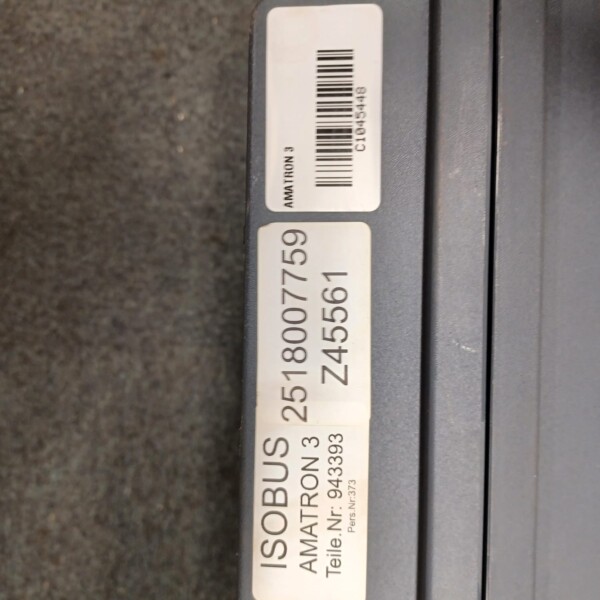 AMATRON 3
C1045448
ISOBUS
AMATRON 3
Teile.Nr: 943393
Pers.Nr:373
2518007759
Z45561